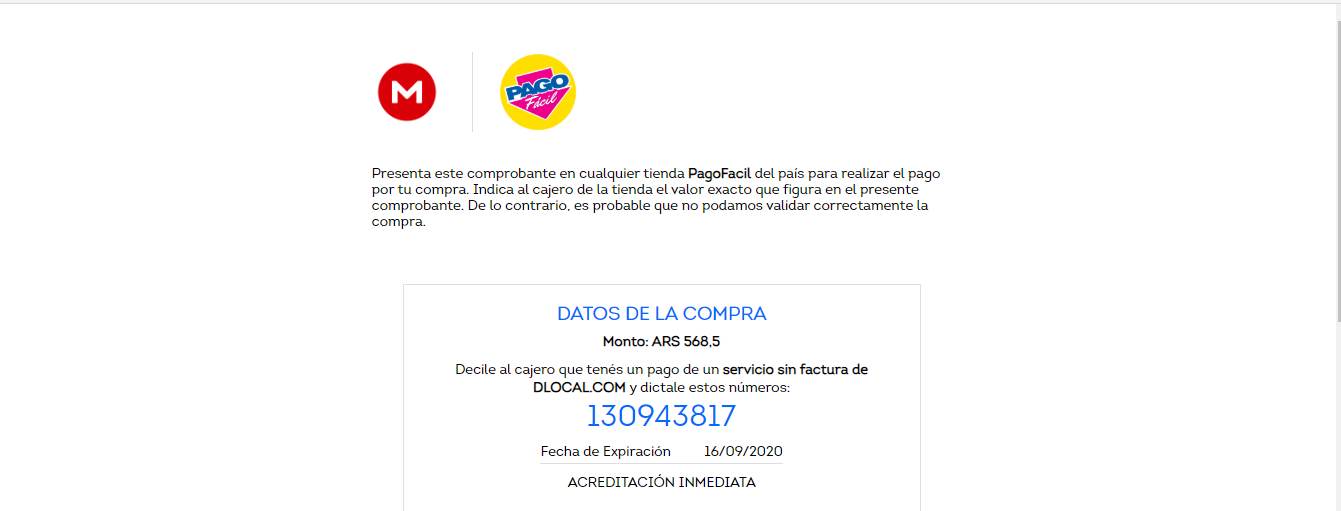 M
PAGO
Fácil
Presenta este comprobante en cualquier tienda PagoFacil del país para realizar el pago
por tu compra. Indica al cajero de la tienda el valor exacto que figura en el presente
comprobante. De lo contrario, es probable que no podamos validar correctamente la
compra.
DATOS DE LA COMPRA
Monto: ARS 568,5
Decile al cajero que tenés un pago de un servicio sin factura de
DLOCAL.COM y dictale estos números:
130943817
Fecha de Expiración 16/09/2020
ACREDITACIÓN INMEDIATA